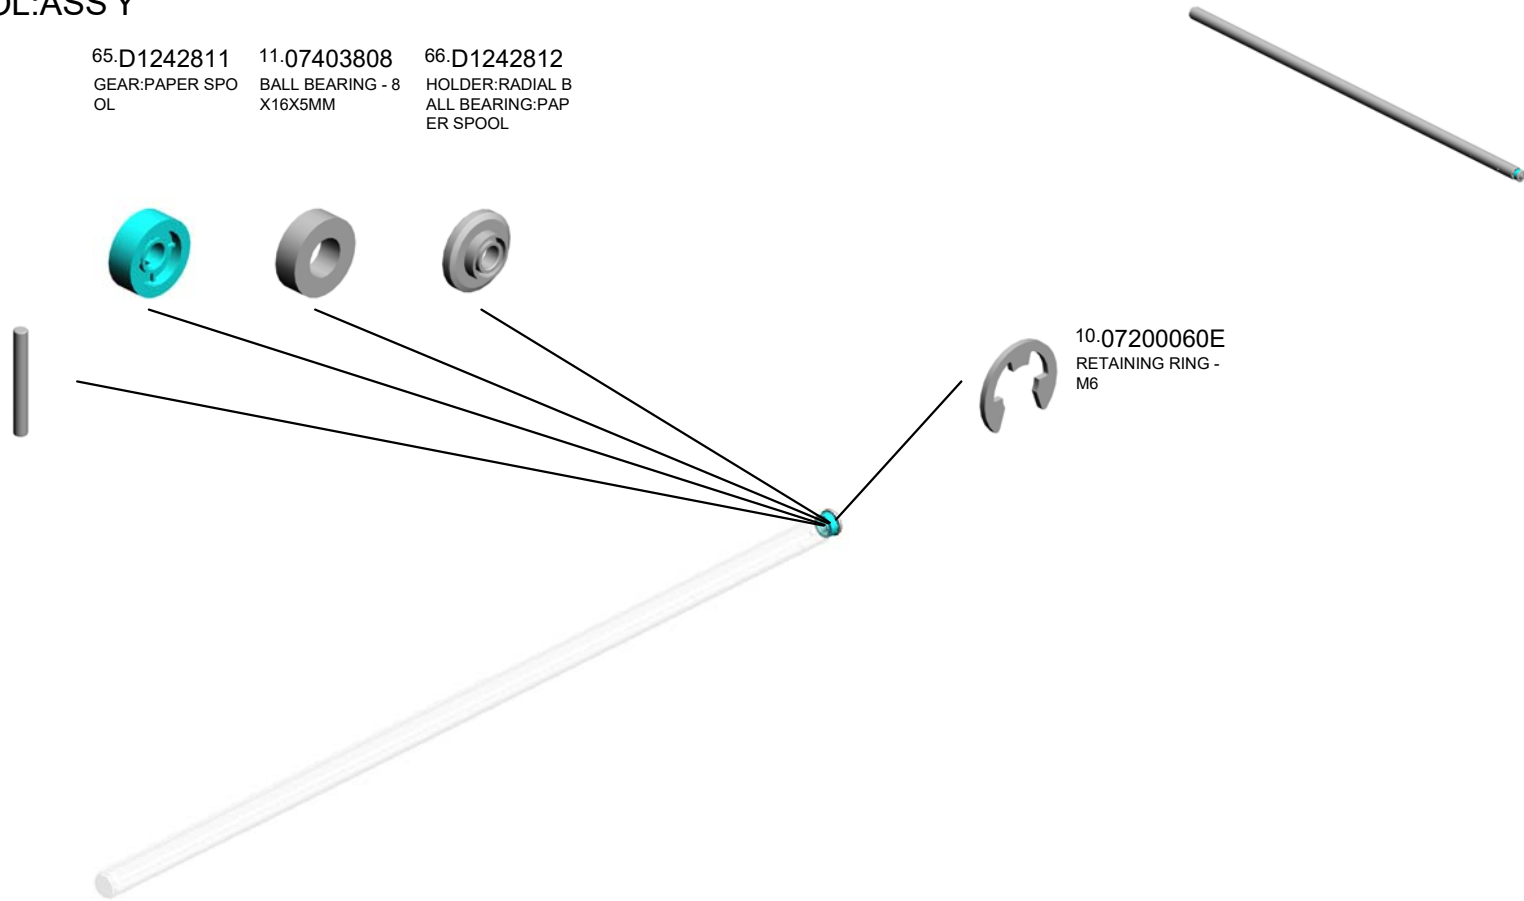 OL:ASS'Y
65.D1242811
GEAR:PAPER SPO
OL
11.07403808
BALL BEARING - 8
X16X5MM
66.D1242812
HOLDER:RADIAL B
ALL BEARING:PAP
ER SPOOL
10.07200060E
RETAINING RING -
M6